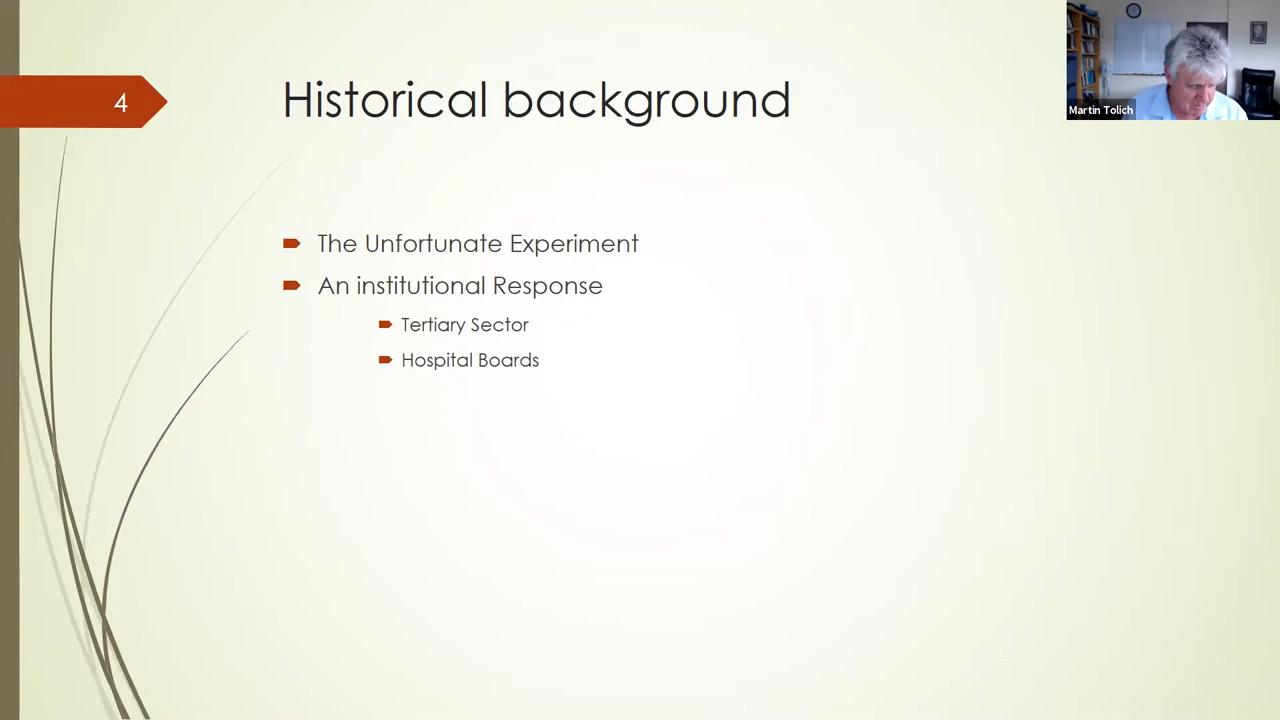 4
Historical background
Martin Tolich
The Unfortunate Experiment
An institutional Response
Tertiary Sector
Hospital Boards